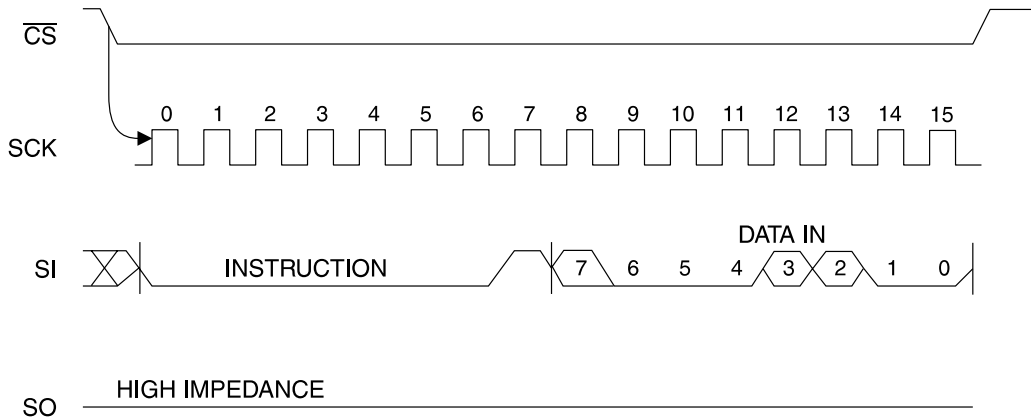 CS
0 1 2 3 4 5 6 7 8 9 10 11 12 13 14 15
SCK
DATA IN
SI
INSTRUCTION
7 6 5 4 3 2 1 0
HIGH IMPEDANCE
SO